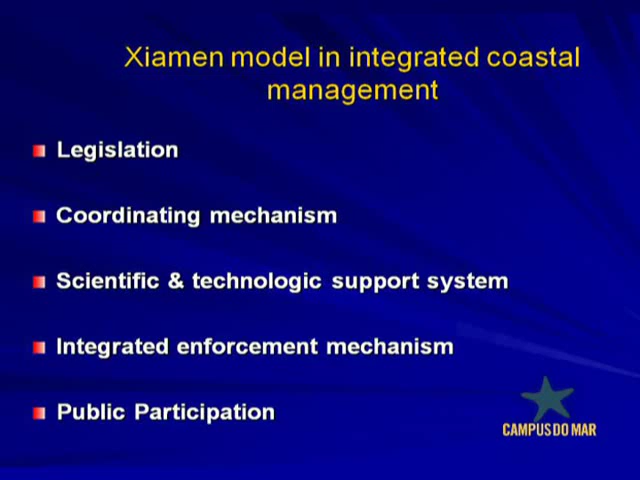 Xiamen model in integrated coastal
management
Legislation
Coordinating mechanism
Scientific & technologic support system
Integrated enforcement mechanism
Public Participation
CAMPUS DO MAR